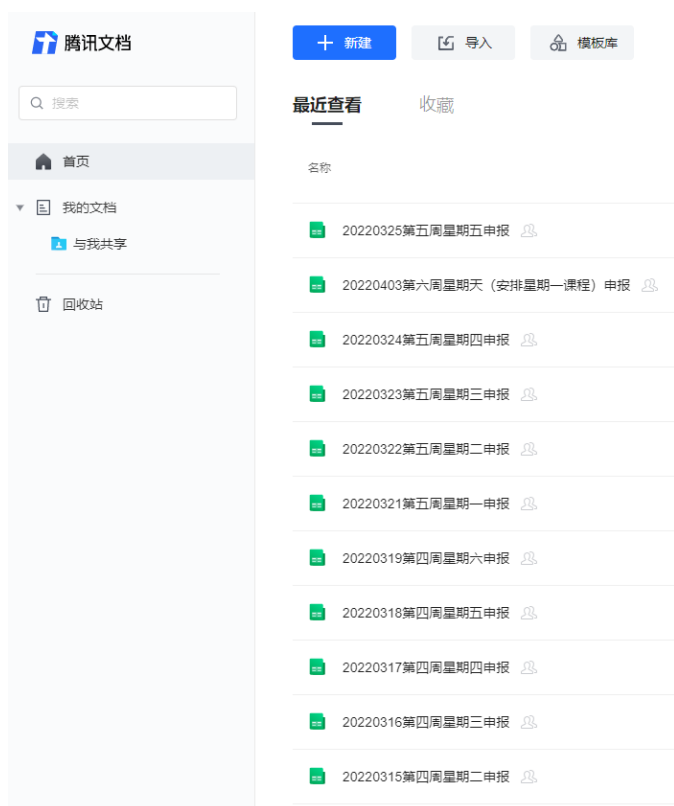 腾讯文档
搜索
首页
我的文档
与我共享
回收站
新建 导入 模板库
最近查看 收藏
名称
20220325第五周星期五申报
20220403第六周星期天（安排星期一课程）申报
20220324第五周星期四申报
20220323第五周星期三申报
20220322第五周星期二申报
20220321第五周星期一申报
20220319第四周星期六申报
20220318第四周星期五申报
20220317第四周星期四申报
20220316第四周星期三申报
20220315第四周星期二申报